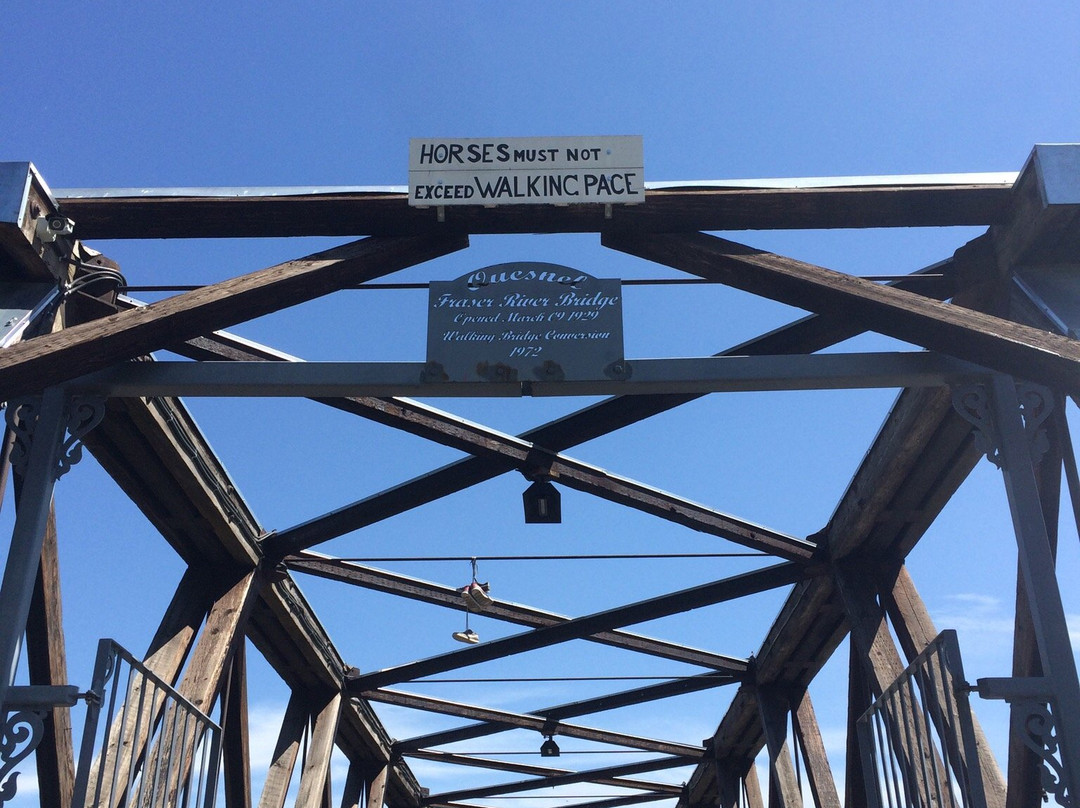 HORSES MUST NOT
EXCEED WALKING PACE
Quesnel
Fraser River Bridge
Opened March 09 1929
Walking Bridge Conversion
1972